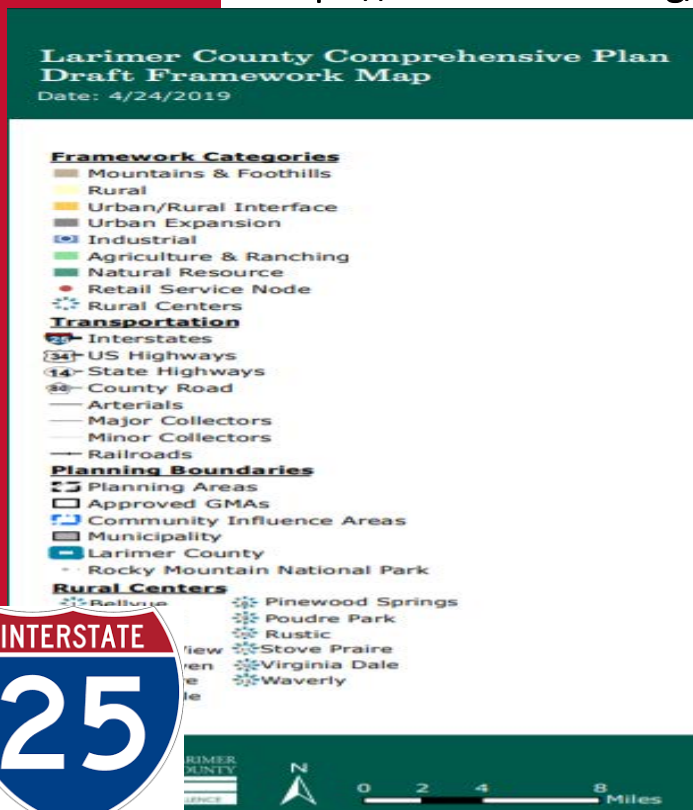 Larimer County Comprehensive Plan
Draft Framework Map
Date: 4/24/2019
Framework Categories
Mountains & Foothills
Rural
Urban/Rural Interface
Urban Expansion
Industrial
Agriculture & Ranching
Natural Resource
Retail Service Node
Rural Centers
Transportation
25 Interstates
34 US Highways
14 State Highways
County Road
Arterials
Major Collectors
Minor Collectors
Railroads
Planning Boundaries
Planning Areas
Approved GMAs
Community Influence Areas
Municipality
Larimer County
Rocky Mountain National Park
Rural Centers
Bellvue
Pinewood Springs
Poudre Park
Rustic
Stove Praire
Virginia Dale
Waverly
INTERSTATE
25
N
0 2 4 8
Miles